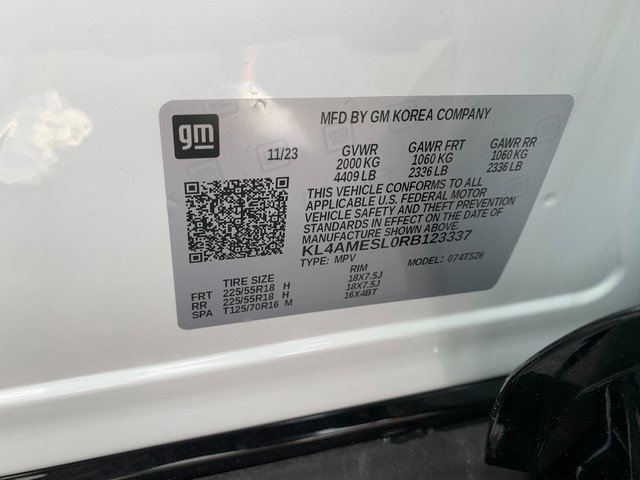 gm
MFD BY GM KOREA COMPANY
11/23 GVWR GAWR FRT GAWR RR
2000 KG 1060 KG 1060 KG
4409 LB 2336 LB 2336 LB
THIS VEHICLE CONFORMS TO ALL
APPLICABLE U.S. FEDERAL MOTOR
VEHICLE SAFETY AND THEFT PREVENTION
STANDARDS IN EFFECT ON THE DATE OF
MANUFACTURE SHOWN ABOVE.
KL4AMESL0RB123337
TYPE: MPV MODEL: 074TS26
TIRE SIZE RIM
FRT 225/55R18 H 18X7.5J
RR 225/55R18 H 18X7.5J
SPA T125/70R16 M 16X4BT